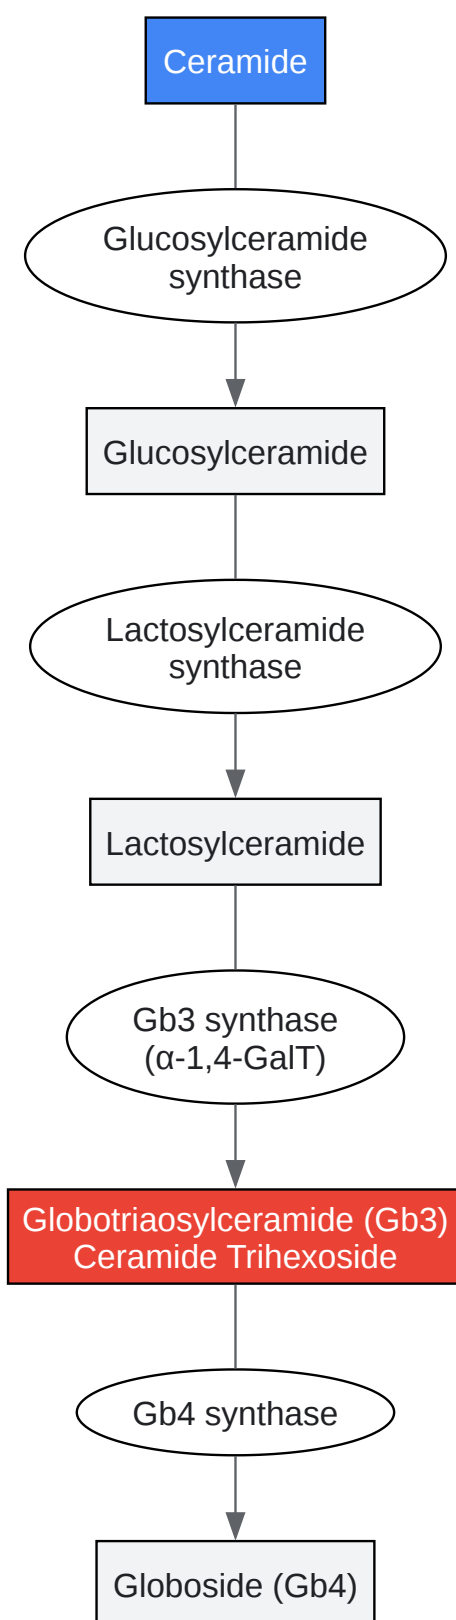 Ceramide
Glucosylceramide
synthase
Glucosylceramide
Lactosylceramide
synthase
Lactosylceramide
Gb3 synthase
(α-1,4-GalT)
Globotriaosylceramide (Gb3)
Ceramide Trihexoside
Gb4 synthase
Globoside (Gb4)